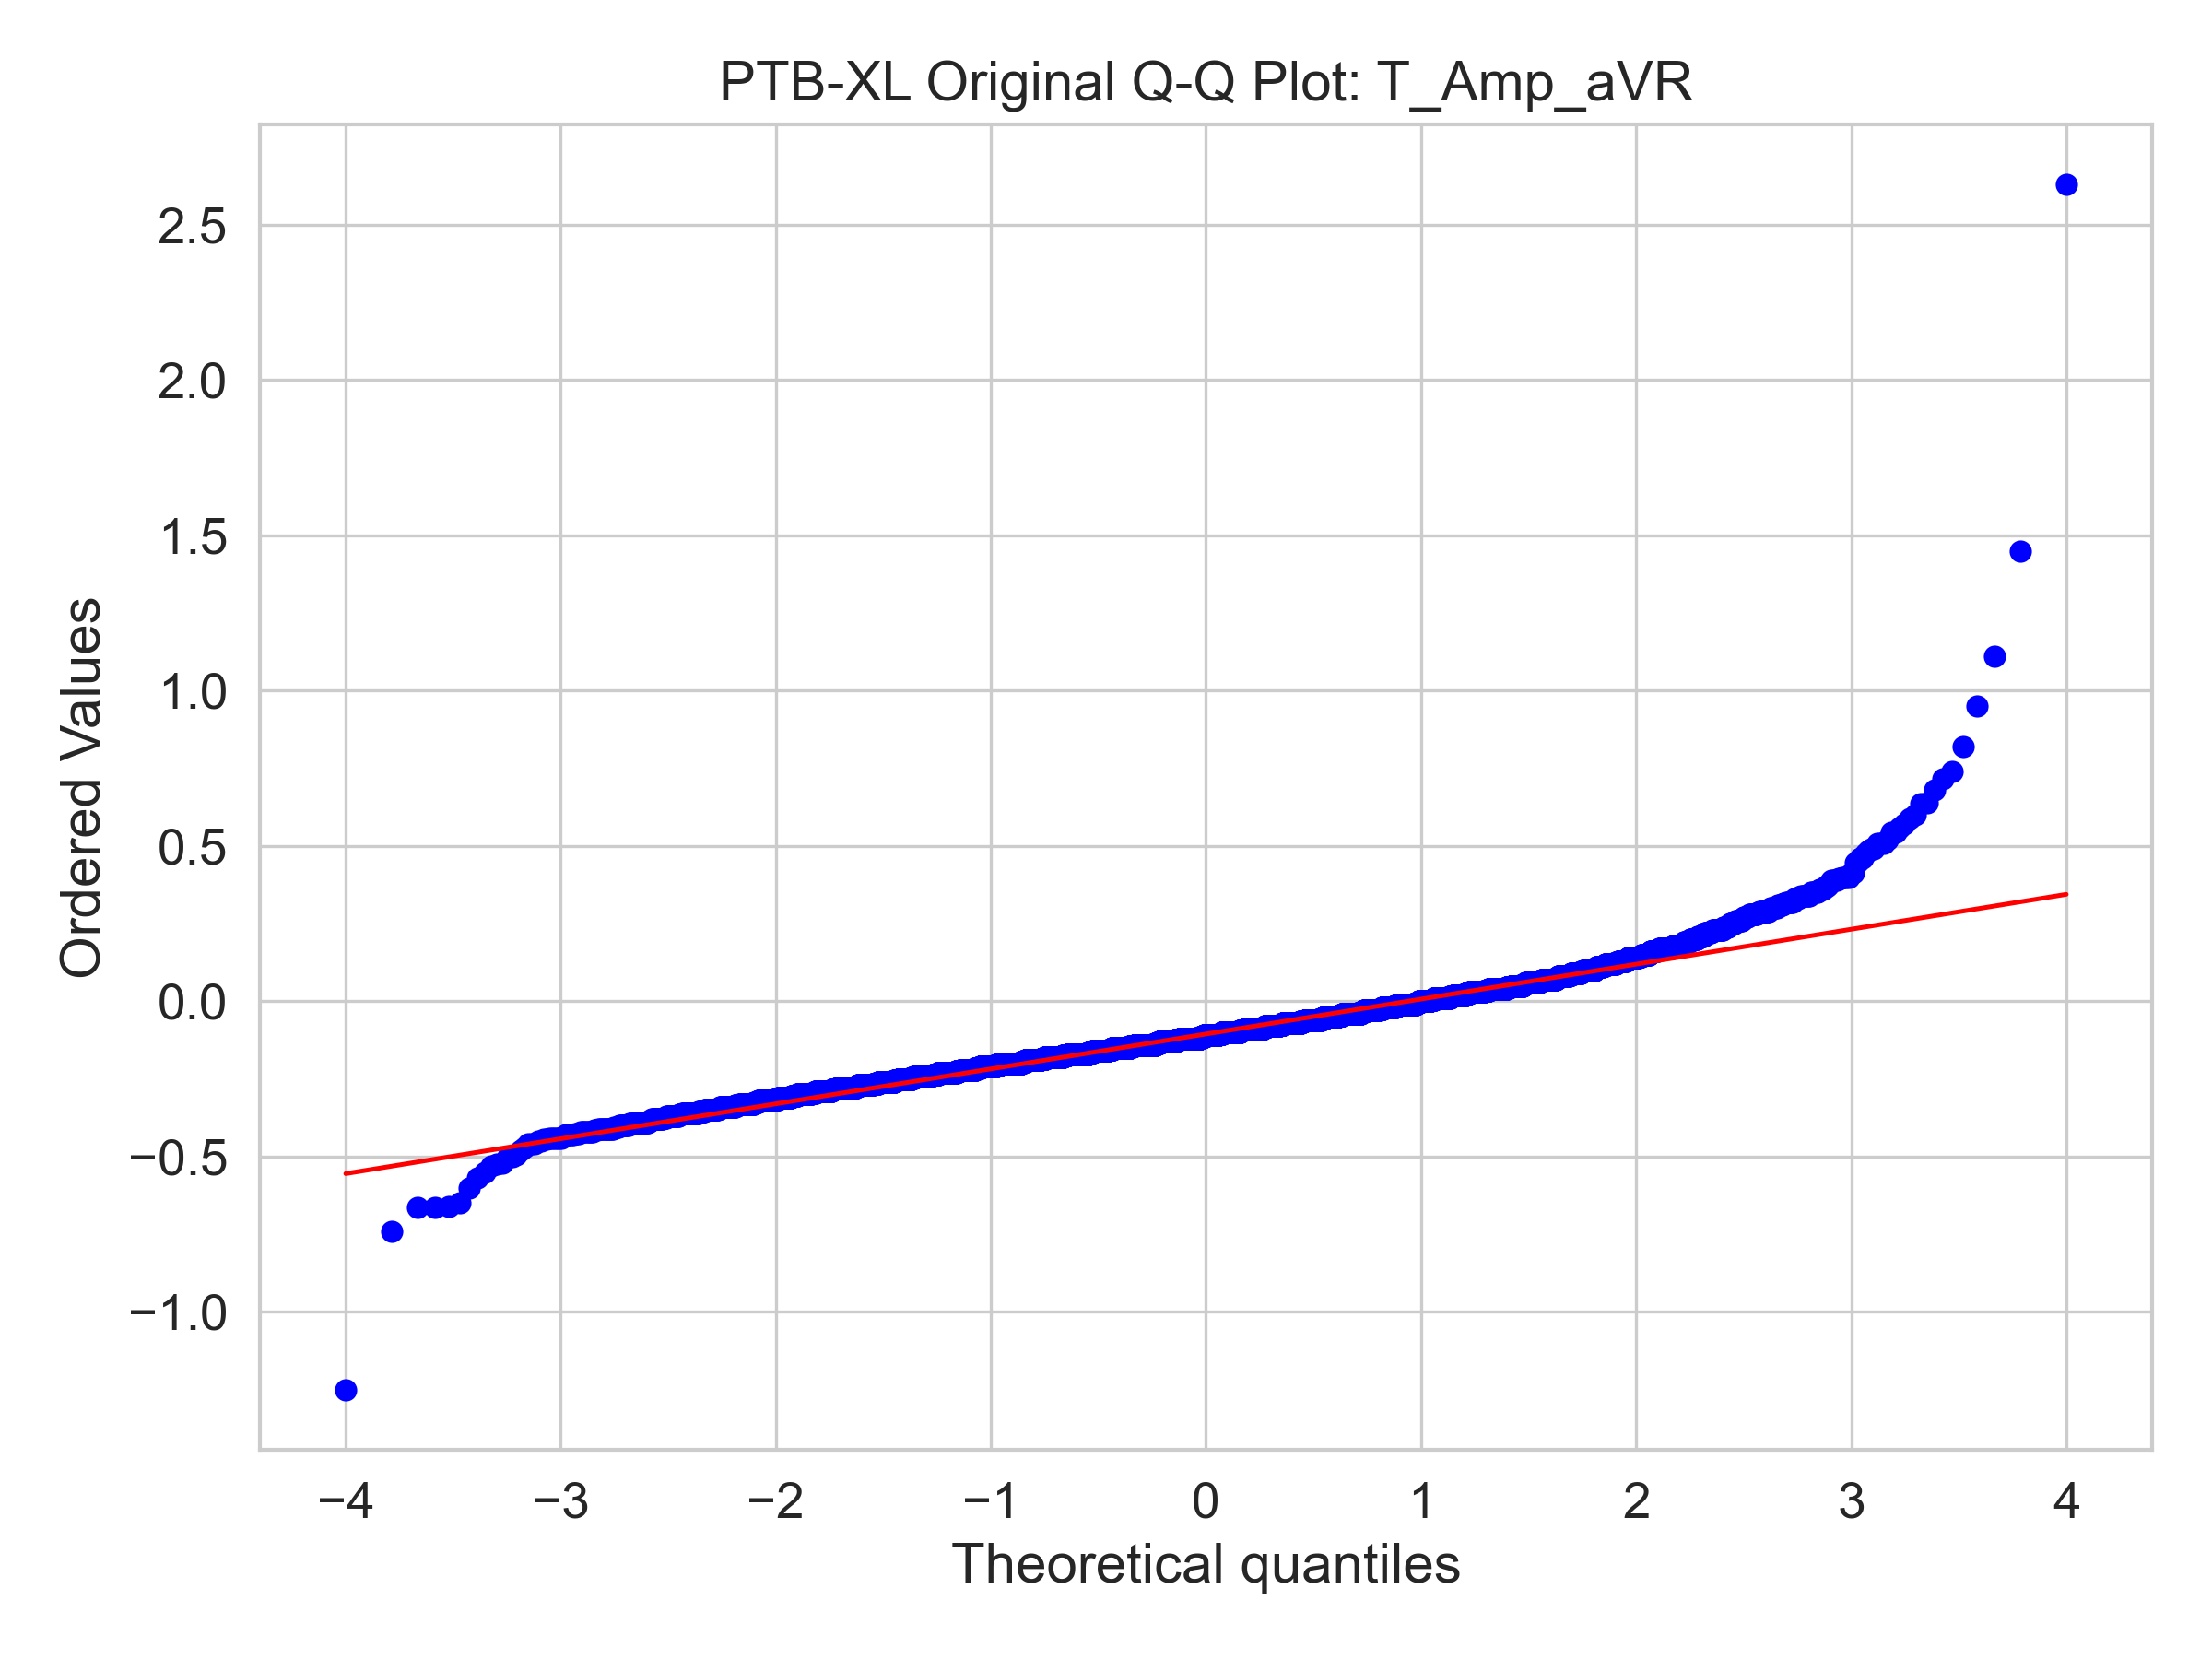 PTB-XL Original Q-Q Plot: T_Amp_aVR
Ordered Values
2.5
2.0
1.5
1.0
0.5
0.0
−0.5
−1.0
−4 −3 −2 −1 0 1 2 3 4
Theoretical quantiles